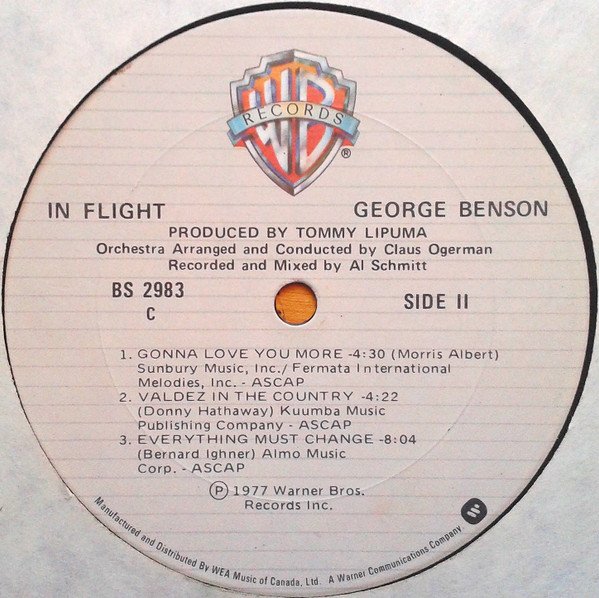 WB
RECORDS
®
IN FLIGHT GEORGE BENSON
PRODUCED BY TOMMY LIPUMA
Orchestra Arranged and Conducted by Claus Ogerman
Recorded and Mixed by Al Schmitt
BS 2983 SIDE II
C
1. GONNA LOVE YOU MORE -4:30 (Morris Albert)
Sunbury Music, Inc./ Fermata International
Melodies, Inc. - ASCAP
2. VALDEZ IN THE COUNTRY -4:22
(Donny Hathaway) Kuumba Music
Publishing Company - ASCAP
3. EVERYTHING MUST CHANGE -8:04
(Bernard Ighner) Almo Music
Corp. - ASCAP
℗ 1977 Warner Bros.
Records Inc.
Manufactured and Distributed By WEA Music of Canada, Ltd. A Warner Communications Company